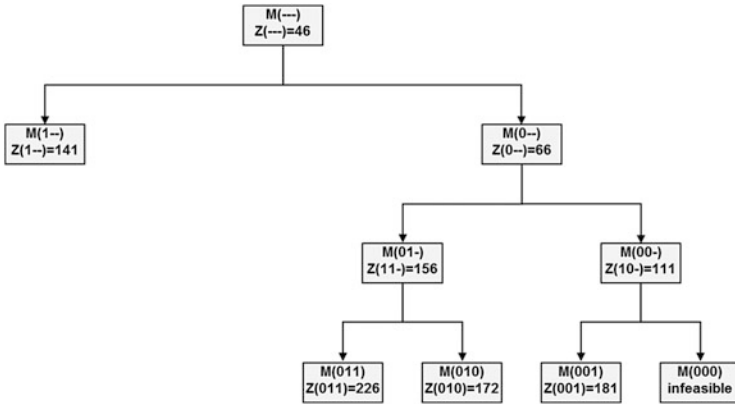 M(---)
Z(---)=46
M(1--)
Z(1--)=141
M(0--)
Z(0--)=66
M(01-)
Z(11-)=156
M(00-)
Z(10-)=111
M(011)
Z(011)=226
M(010)
Z(010)=172
M(001)
Z(001)=181
M(000)
infeasible